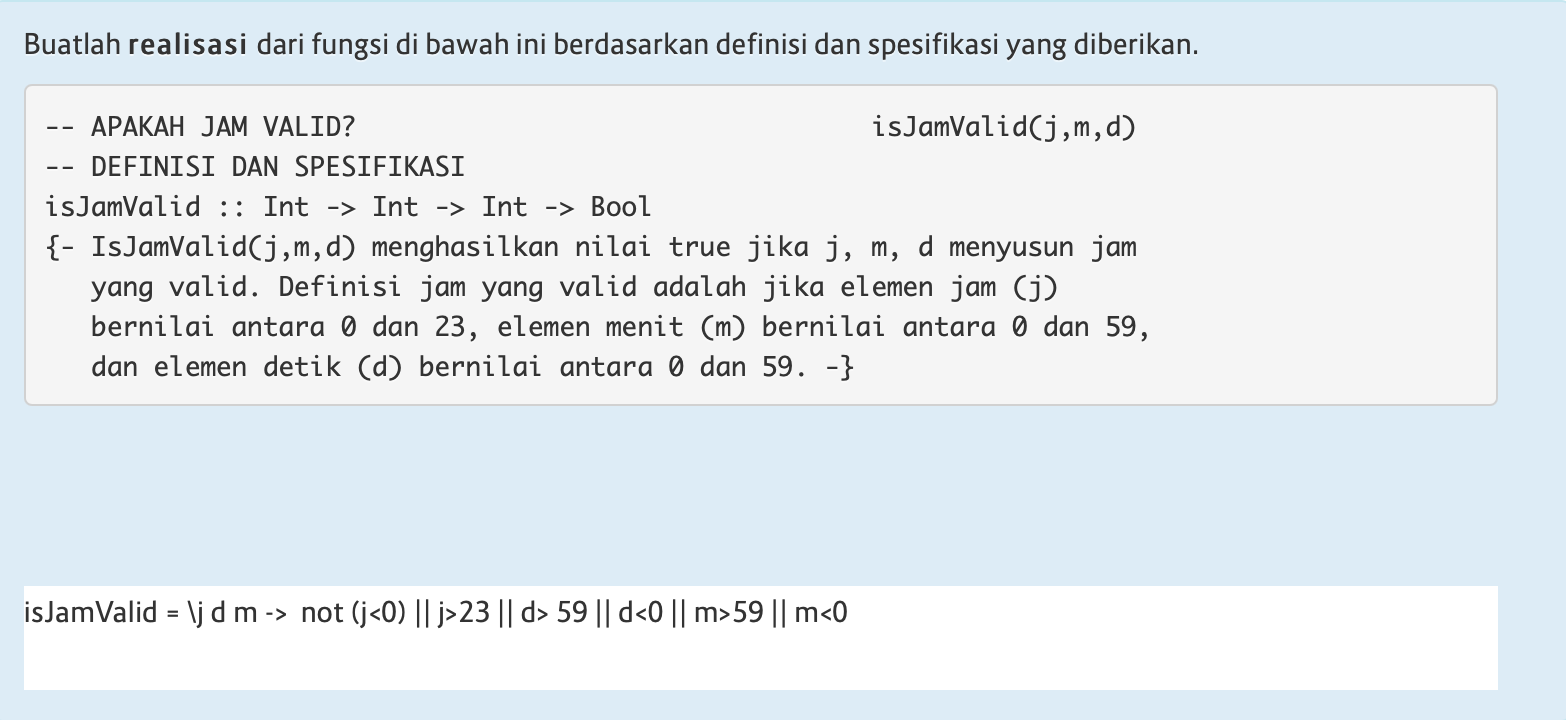 Buatlah realisasi dari fungsi di bawah ini berdasarkan definisi dan spesifikasi yang diberikan.
-- APAKAH JAM VALID? isJamValid(j,m,d)
-- DEFINISI DAN SPESIFIKASI
isJamValid :: Int -> Int -> Int -> Bool
{- IsJamValid(j,m,d) menghasilkan nilai true jika j, m, d menyusun jam
yang valid. Definisi jam yang valid adalah jika elemen jam (j)
bernilai antara 0 dan 23, elemen menit (m) bernilai antara 0 dan 59,
dan elemen detik (d) bernilai antara 0 dan 59. -}
isJamValid = \j d m -> not (j<0) || j>23 || d> 59 || d<0 || m>59 || m<0